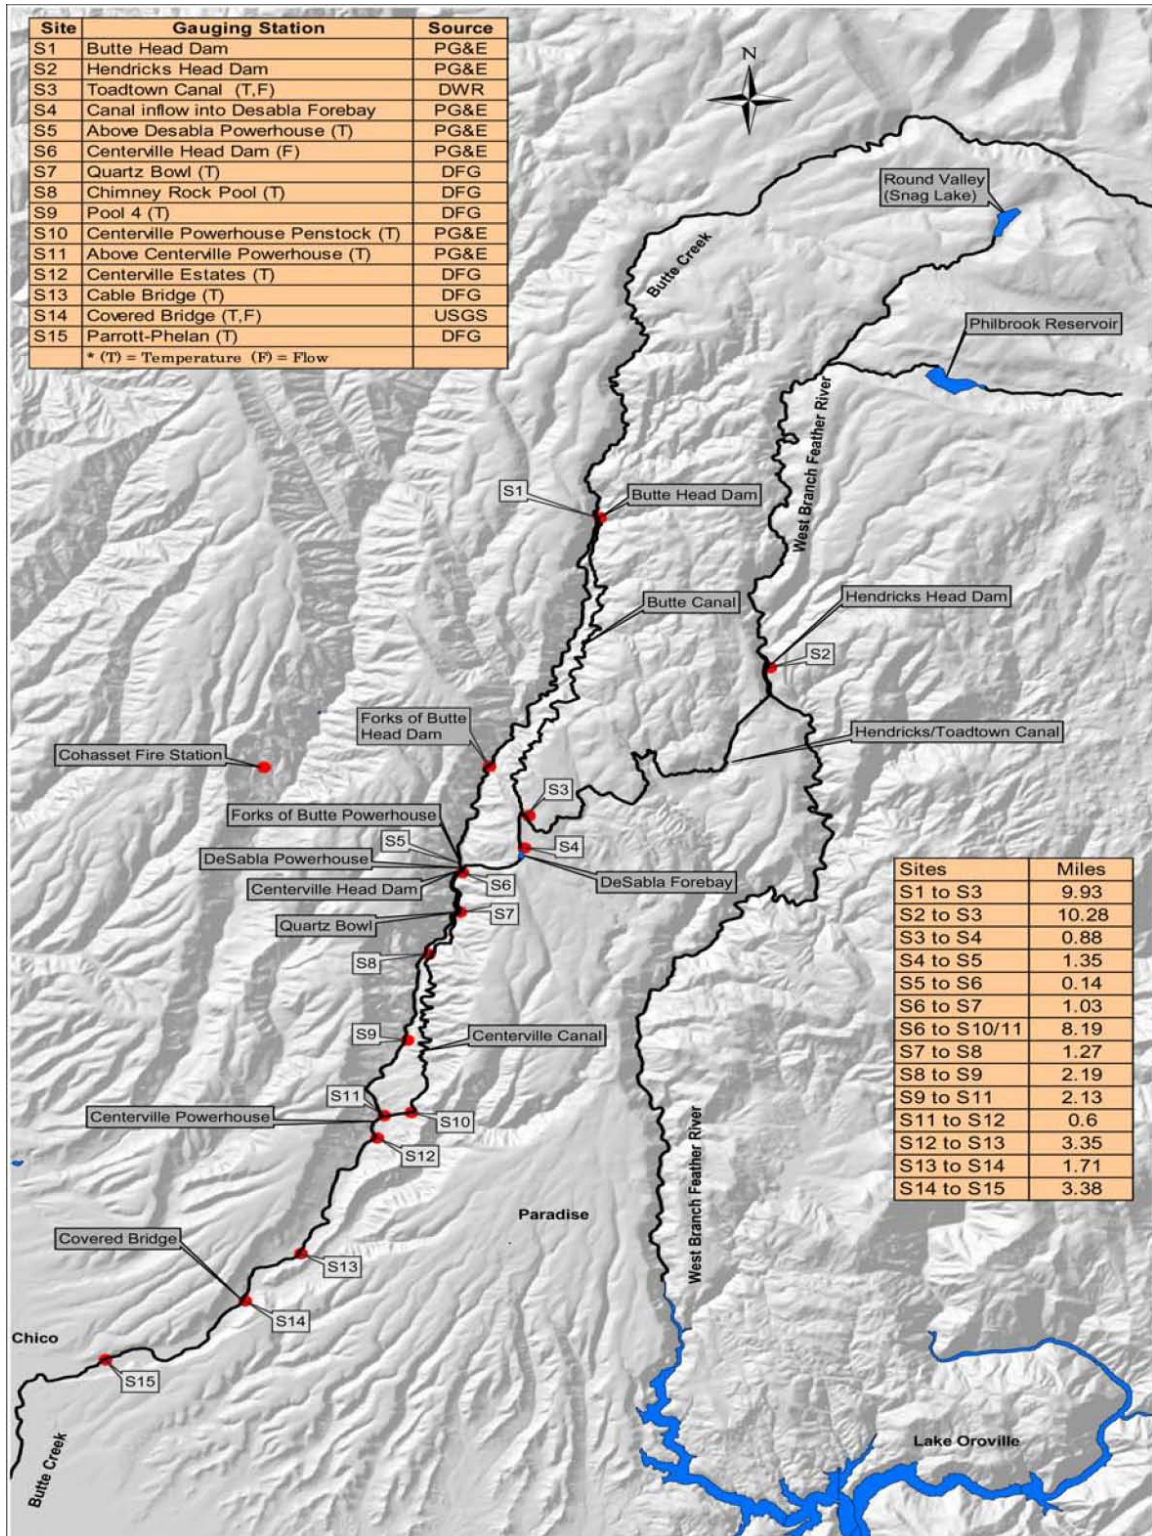 Site Gauging Station Source
S1 Butte Head Dam PG&E
S2 Hendricks Head Dam PG&E
S3 Toadtown Canal (T,F) DWR
S4 Canal inflow into Desabla Forebay PG&E
S5 Above Desabla Powerhouse (T) PG&E
S6 Centerville Head Dam (F) PG&E
S7 Quartz Bowl (T) DFG
S8 Chimney Rock Pool (T) DFG
S9 Pool 4 (T) DFG
S10 Centerville Powerhouse Penstock (T) PG&E
S11 Above Centerville Powerhouse (T) PG&E
S12 Centerville Estates (T) DFG
S13 Cable Bridge (T) DFG
S14 Covered Bridge (T,F) USGS
S15 Parrott-Phelan (T) DFG
* (T) = Temperature (F) = Flow
N
Round Valley
(Snag Lake)
Butte Creek
Philbrook Reservoir
West Branch Feather River
S1
Butte Head Dam
Butte Canal
Hendricks Head Dam
S2
Forks of Butte
Head Dam
Hendricks/Toadtown Canal
Cohasset Fire Station
S3
Forks of Butte Powerhouse
S5
S4
DeSabla Powerhouse
DeSabla Forebay
Centerville Head Dam
S6
S7
Quartz Bowl
S8
S9
Centerville Canal
S11
Centerville Powerhouse
S10
S12
Sites Miles
S1 to S3 9.93
S2 to S3 10.28
S3 to S4 0.88
S4 to S5 1.35
S5 to S6 0.14
S6 to S7 1.03
S6 to S10/11 8.19
S7 to S8 1.27
S8 to S9 2.19
S9 to S11 2.13
S11 to S12 0.6
S12 to S13 3.35
S13 to S14 1.71
S14 to S15 3.38
West Branch Feather River
Paradise
Covered Bridge
S13
S14
Chico
S15
Butte Creek
Lake Oroville